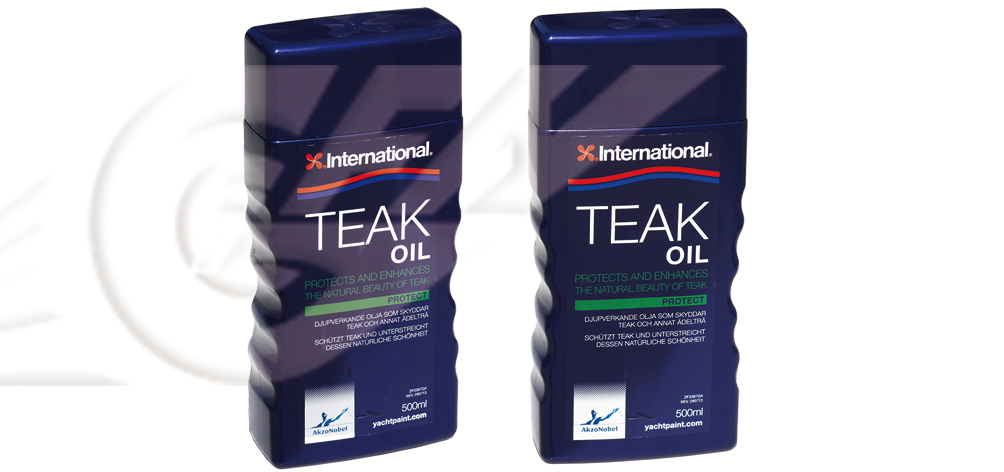 International®
TEAK
OIL
PROTECTS AND ENHANCES
THE NATURAL BEAUTY OF TEAK
PROTECT
DJUPVERKANDE OLJA SOM SKYDDAR
TEAK OCH ANNAT ÄDELTRÄ
SCHÜTZT TEAK UND UNTERSTREICHT
DESSEN NATÜRLICHE SCHÖNHEIT
AkzoNobel
500ml
yachtpaint.com
International®
TEAK
OIL
PROTECTS AND ENHANCES
THE NATURAL BEAUTY OF TEAK
PROTECT
DJUPVERKANDE OLJA SOM SKYDDAR
TEAK OCH ANNAT ÄDELTRÄ
SCHÜTZT TEAK UND UNTERSTREICHT
DESSEN NATÜRLICHE SCHÖNHEIT
AkzoNobel
500ml
yachtpaint.com